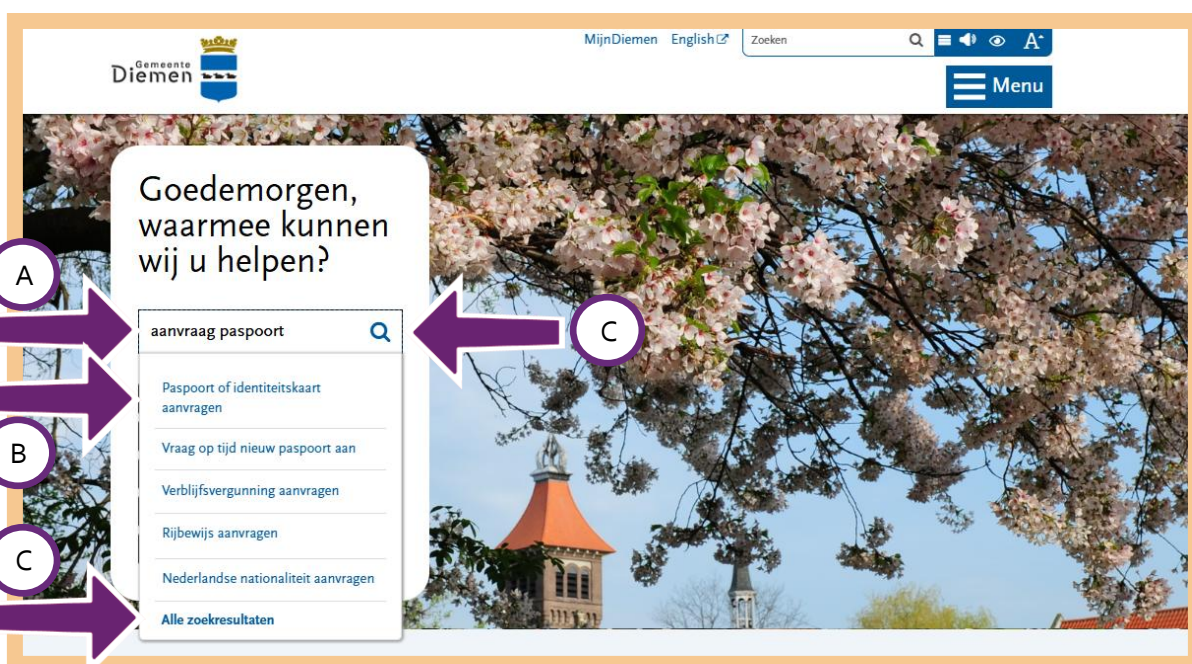 MijnDiemen English Zoeken A
Gemeente
Diemen
Menu
Goedemorgen,
waarmee kunnen
wij u helpen?
A
aanvraag paspoort
C
Paspoort of identiteitskaart
aanvragen
B
Vraag op tijd nieuw paspoort aan
Verblijfsvergunning aanvragen
Rijbewijs aanvragen
C
Nederlandse nationaliteit aanvragen
Alle zoekresultaten